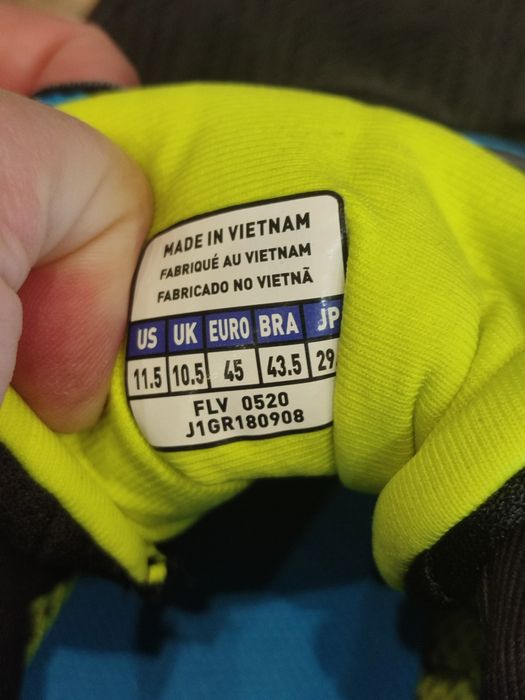 MADE IN VIETNAM
FABRIQUÉ AU VIETNAM
FABRICADO NO VIETNÃ
US UK EURO BRA JP
11.5 10.5 45 43.5 29
FLV 0520
J1GR180908